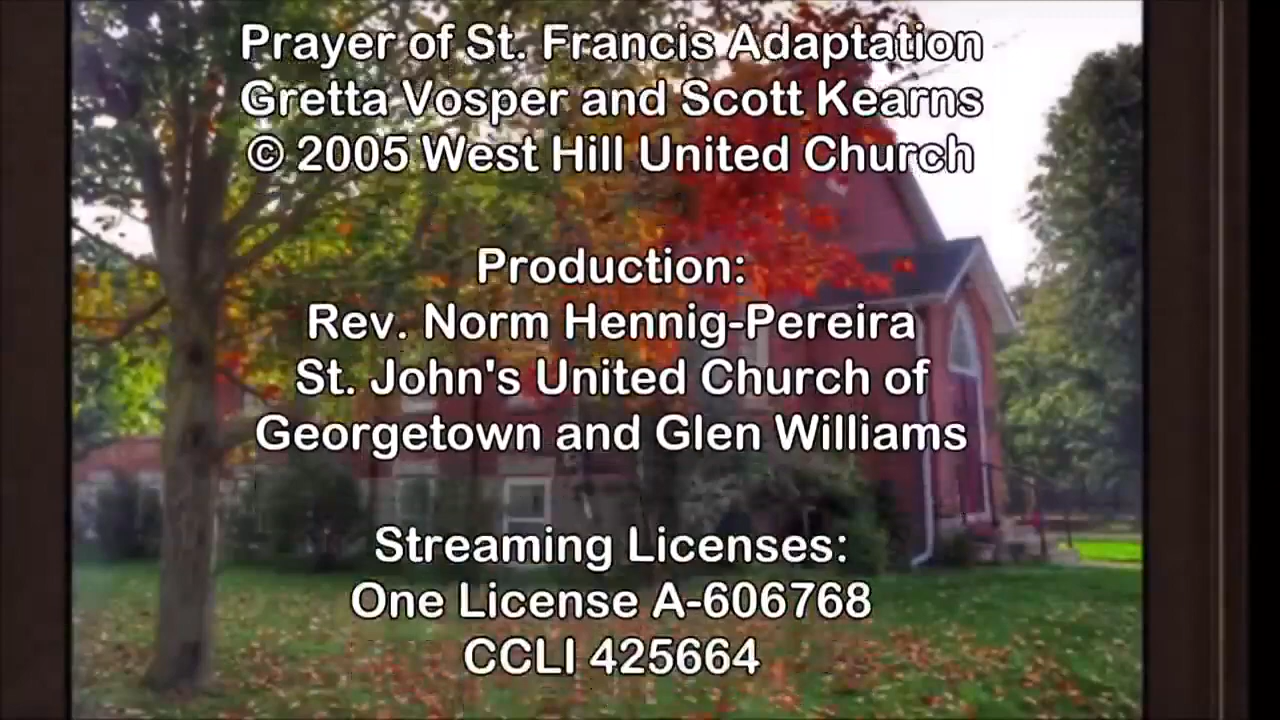 Prayer of St. Francis Adaptation
Gretta Vosper and Scott Kearns
© 2005 West Hill United Church
Production:
Rev. Norm Hennig-Pereira
St. John's United Church of
Georgetown and Glen Williams
Streaming Licenses:
One License A-606768
CCLI 425664